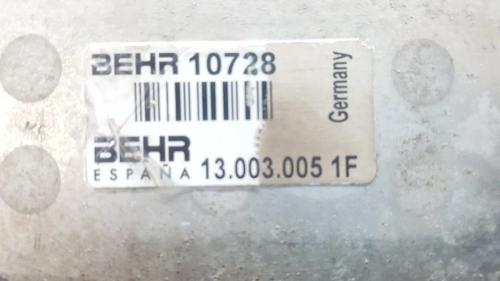 BEHR 10728
Germany
BEHR
ESPAÑA 13.003.005 1F